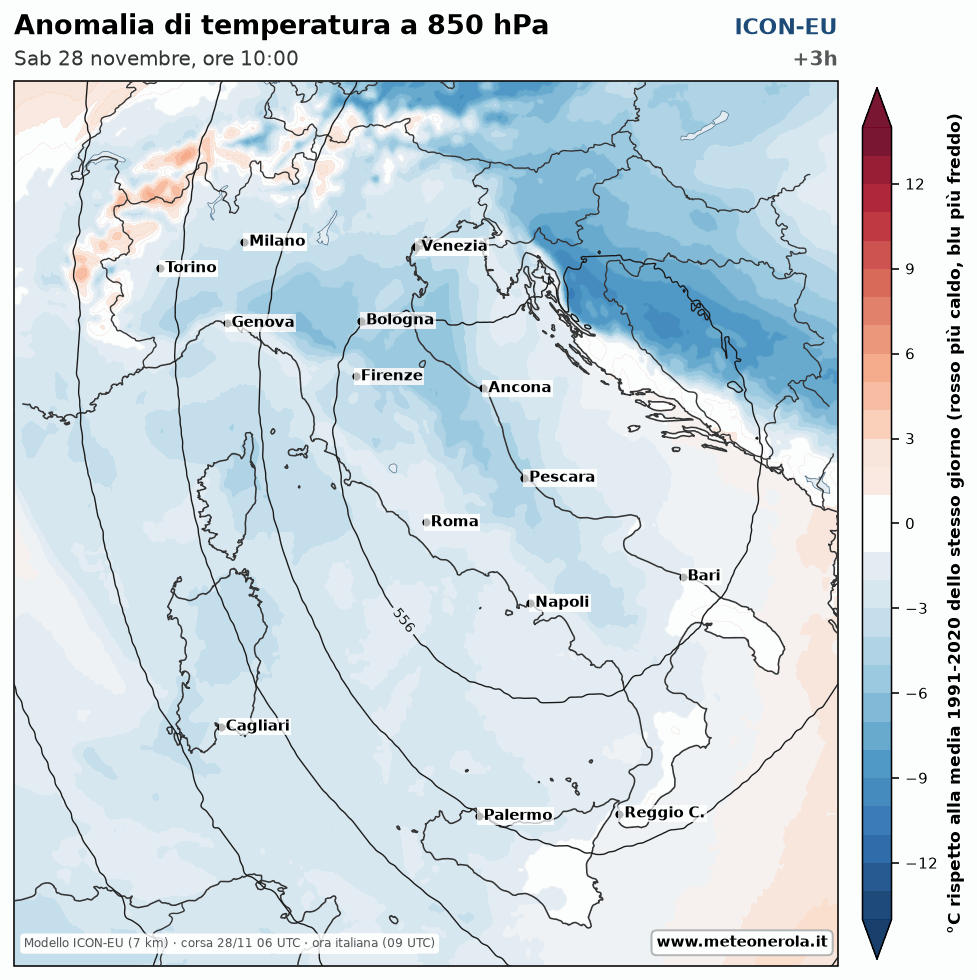 Anomalia di temperatura a 850 hPa
ICON-EU
Sab 28 novembre, ore 10:00
+3h
Milano
Venezia
Torino
Genova
Bologna
Firenze
Ancona
Pescara
Roma
Bari
Napoli
556
Cagliari
Palermo
Reggio C.
12
9
6
3
0
−3
−6
−9
−12
°C rispetto alla media 1991-2020 dello stesso giorno (rosso più caldo, blu più freddo)
Modello ICON-EU (7 km) · corsa 28/11 06 UTC · ora italiana (09 UTC)
www.meteonerola.it